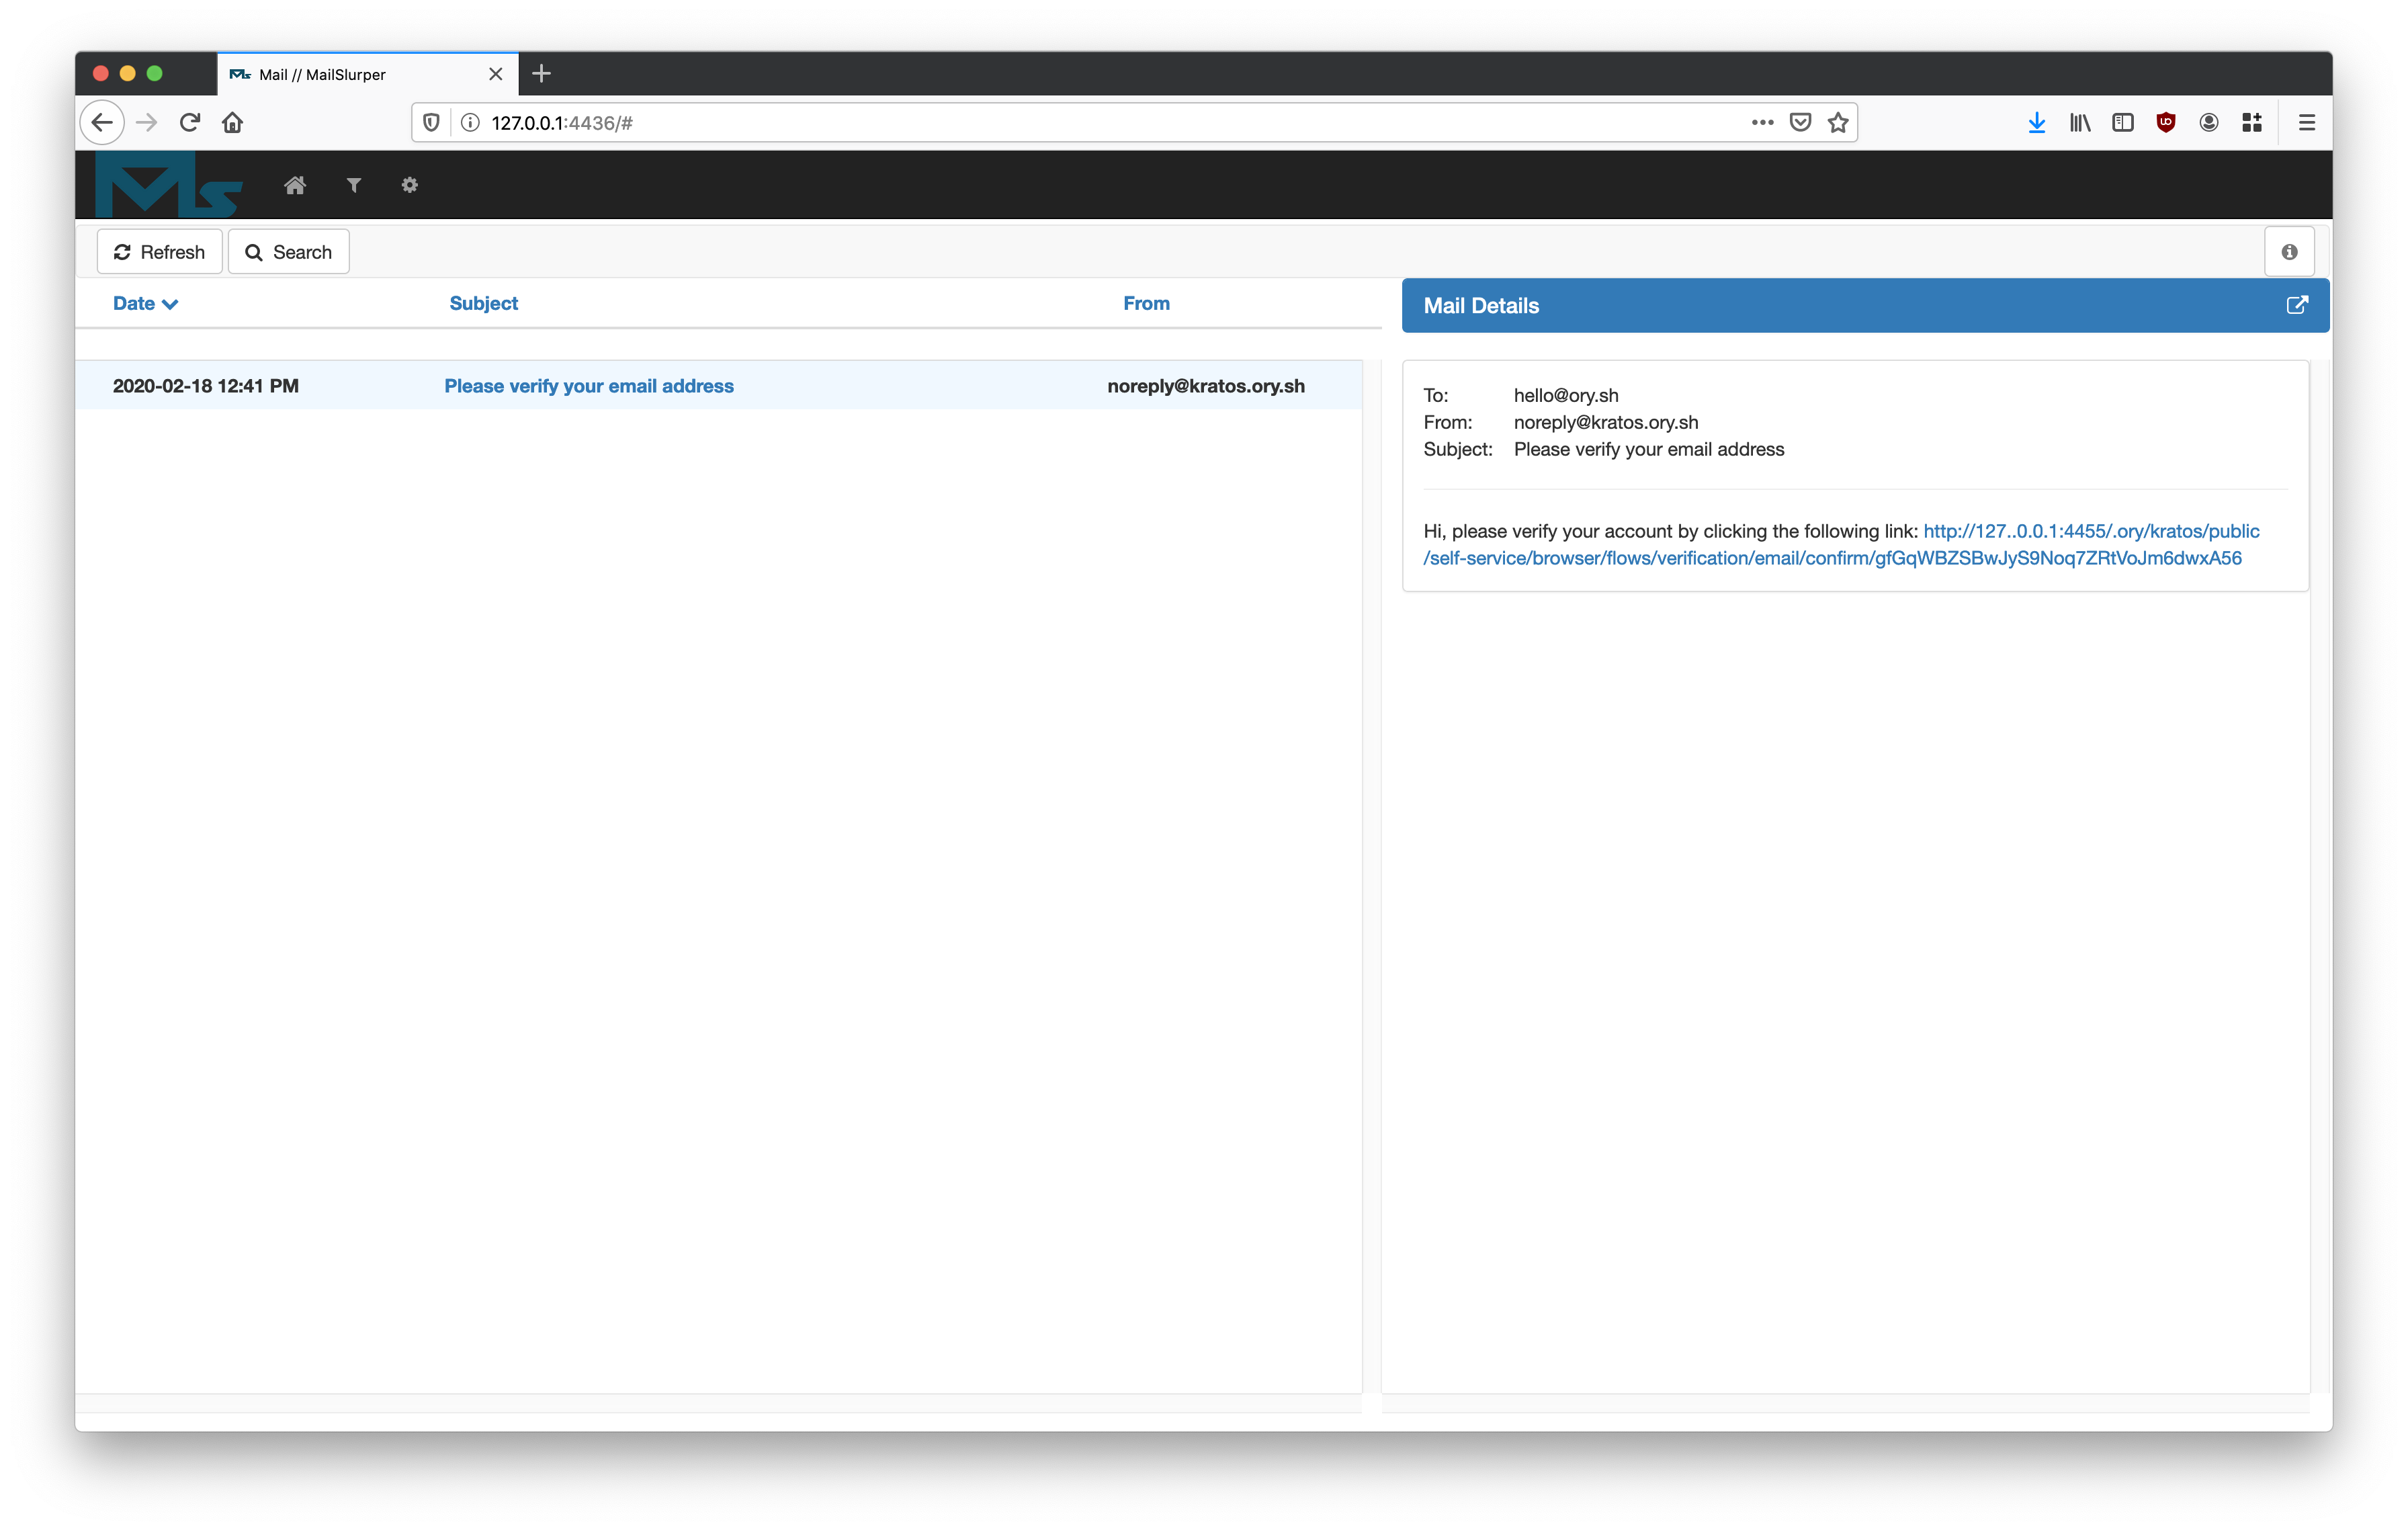 Ms Mail // MailSlurper
127.0.0.1:4436/#
Ms
Refresh Search
Date Subject From
Mail Details
2020-02-18 12:41 PM Please verify your email address noreply@kratos.ory.sh
To: hello@ory.sh
From: noreply@kratos.ory.sh
Subject: Please verify your email address
Hi, please verify your account by clicking the following link: http://127..0.0.1:4455/.ory/kratos/public
/self-service/browser/flows/verification/email/confirm/gfGqWBZSBwJyS9Noq7ZRtVoJm6dwxA56